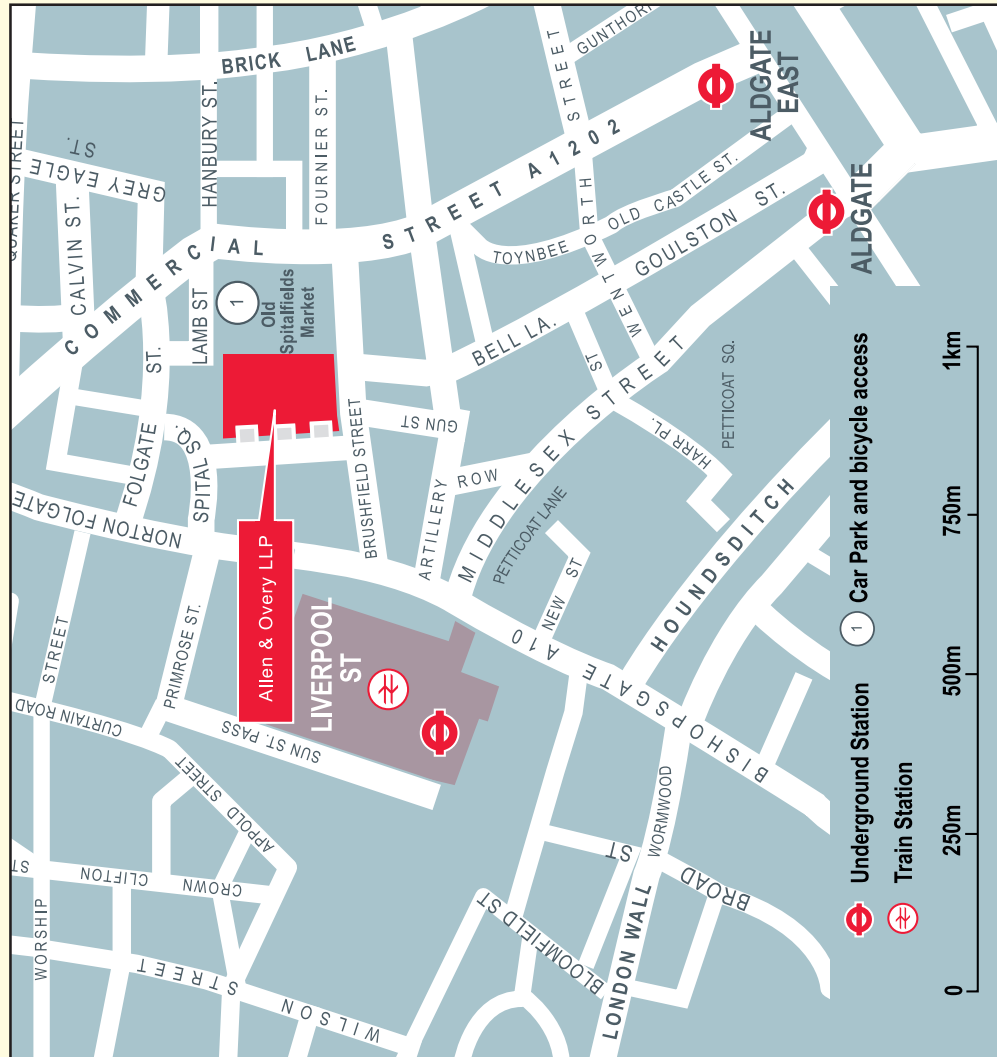 QUAKER STREET
GREY EAGLE
ST.
CALVIN ST.
HANBURY ST.
BRICK LANE
FOURNIER ST.
COMMERCIAL
STREET A1202
WENTWORTH STREET
TOYNBEE
OLD CASTLE ST.
GOULSTON ST.
BELL LA.
ALDGATE
EAST
ALDGATE
LAMB ST
1
Old
Spitalfields
Market
FOLGATE ST.
SPITAL SQ.
NORTON FOLGATE
BRUSHFIELD STREET
GUN ST
ARTILLERY
ROW
MIDDLESEX STREET
PETTICOAT LANE
ST
HARR PL.
PETTICOAT SQ.
NEW ST
HOUNDSDITCH
BISHOPSGATE A10
Allen & Overy LLP
LIVERPOOL
ST
PRIMROSE ST.
SUN ST. PASS
CURTAIN ROAD
WORSHIP STREET
APPOLD STREET
CLIFTON ST
CROWN
WILSON STREET
BLOOMFIELD ST
LONDON WALL
WORMWOOD
BROAD ST
Underground Station
Train Station
1 Car Park and bicycle access
0 250m 500m 750m 1km